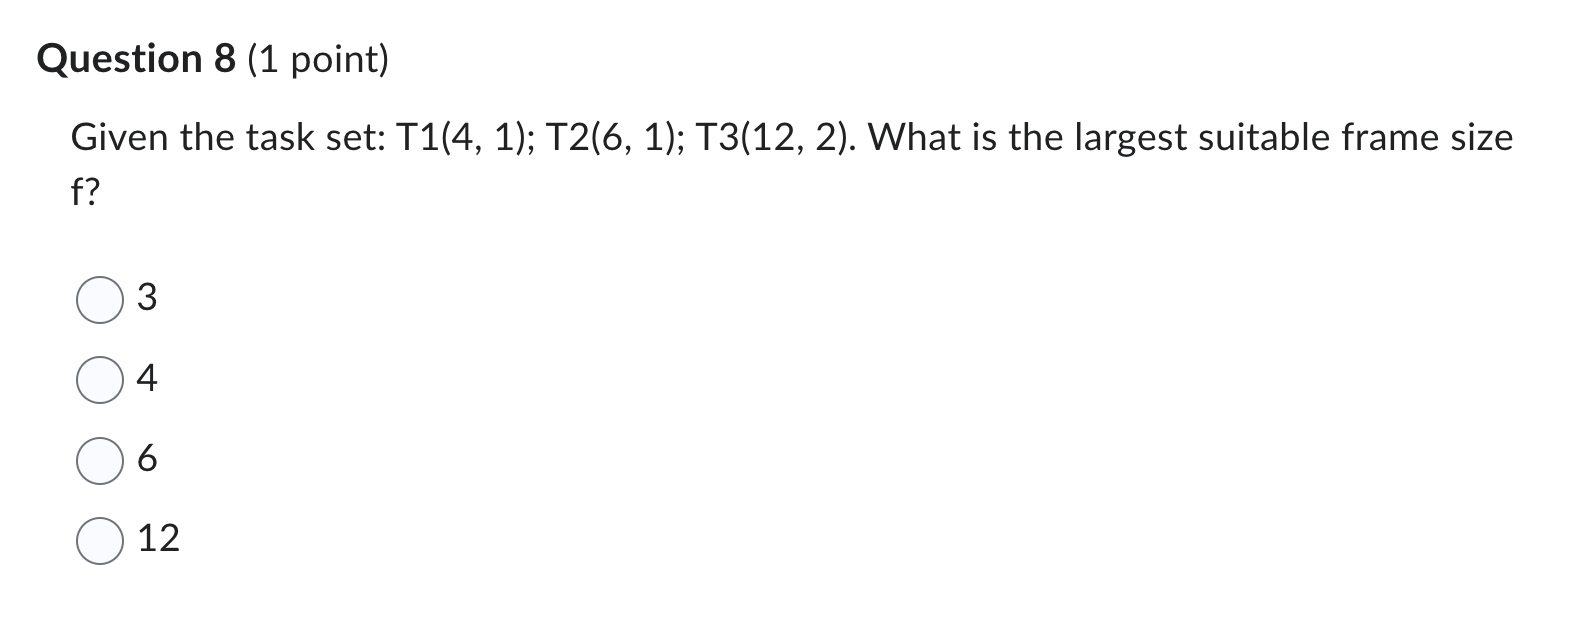 Question 8 (1 point)
Given the task set: T1(4, 1); T2(6, 1); T3(12, 2). What is the largest suitable frame size
f?
3
4
6
12